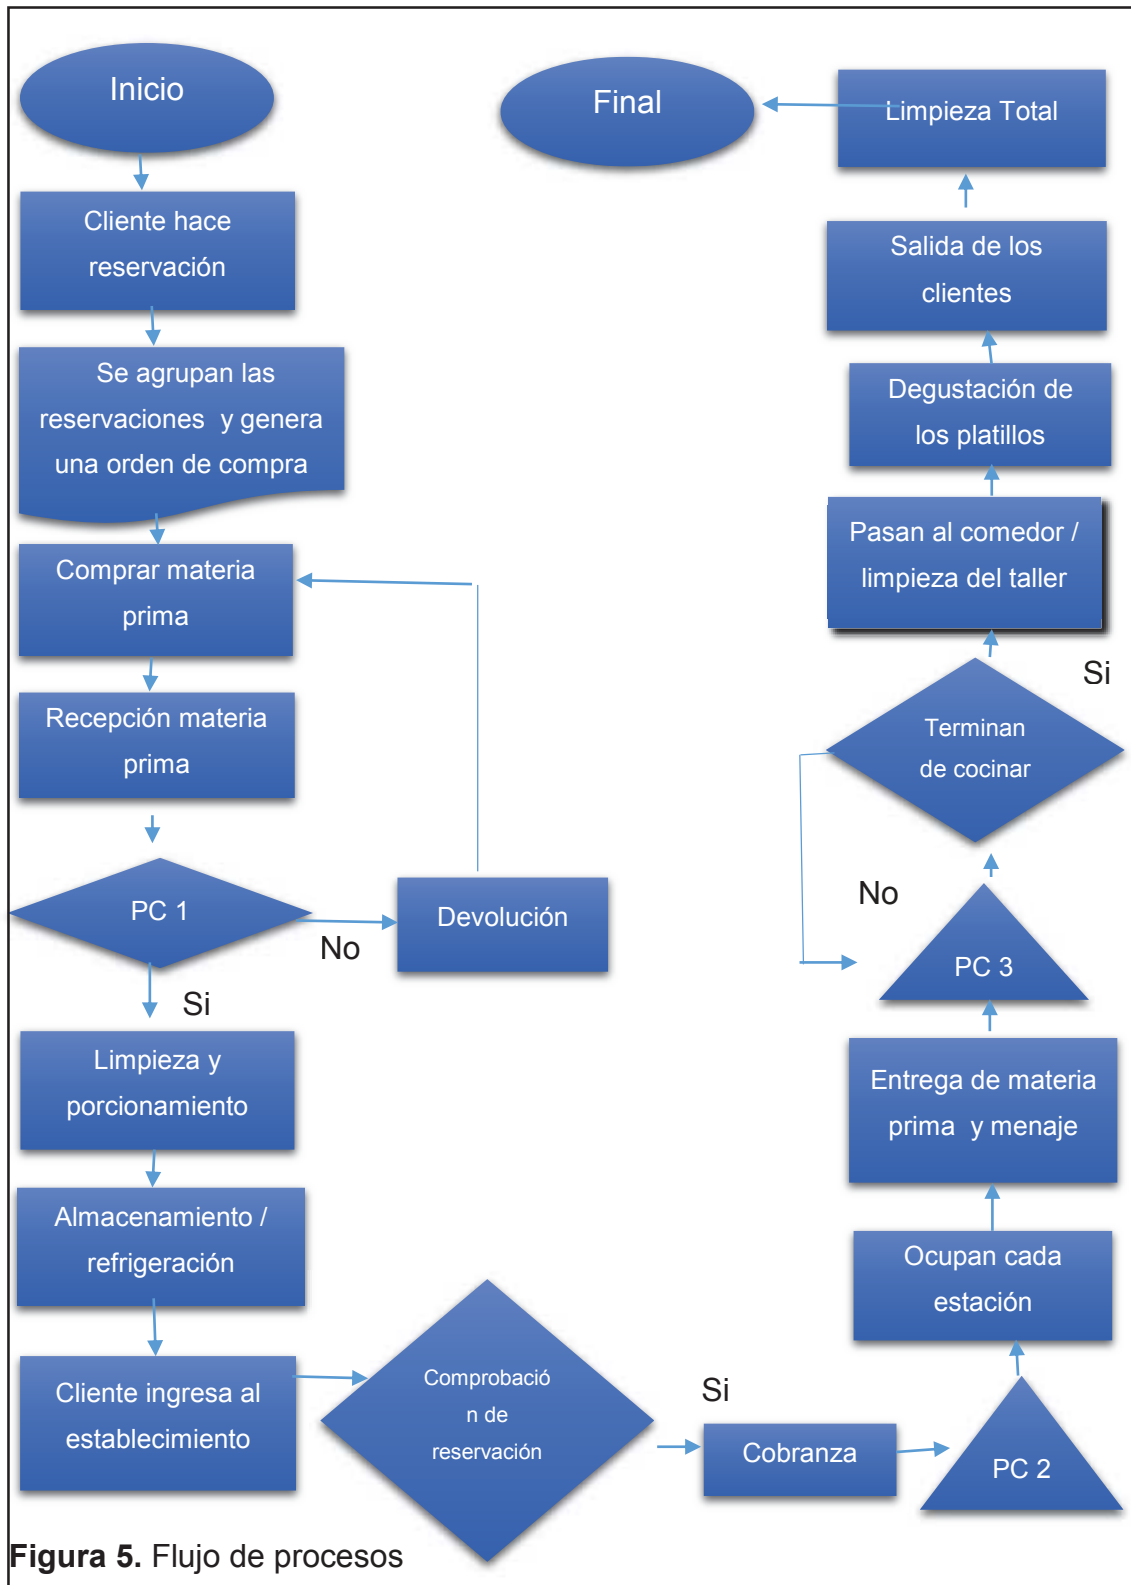 Inicio
Cliente hace
reservación
Se agrupan las
reservaciones y genera
una orden de compra
Comprar materia
prima
Recepción materia
prima
PC 1
No
Devolución
Si
Limpieza y
porcionamiento
Almacenamiento /
refrigeración
Cliente ingresa al
establecimiento
Comprobació
n de
reservación
Si
Cobranza
PC 2
Ocupan cada
estación
Entrega de materia
prima y menaje
PC 3
No
Terminan
de cocinar
Si
Pasan al comedor /
limpieza del taller
Degustación de
los platillos
Salida de los
clientes
Limpieza Total
Final
Figura 5. Flujo de procesos